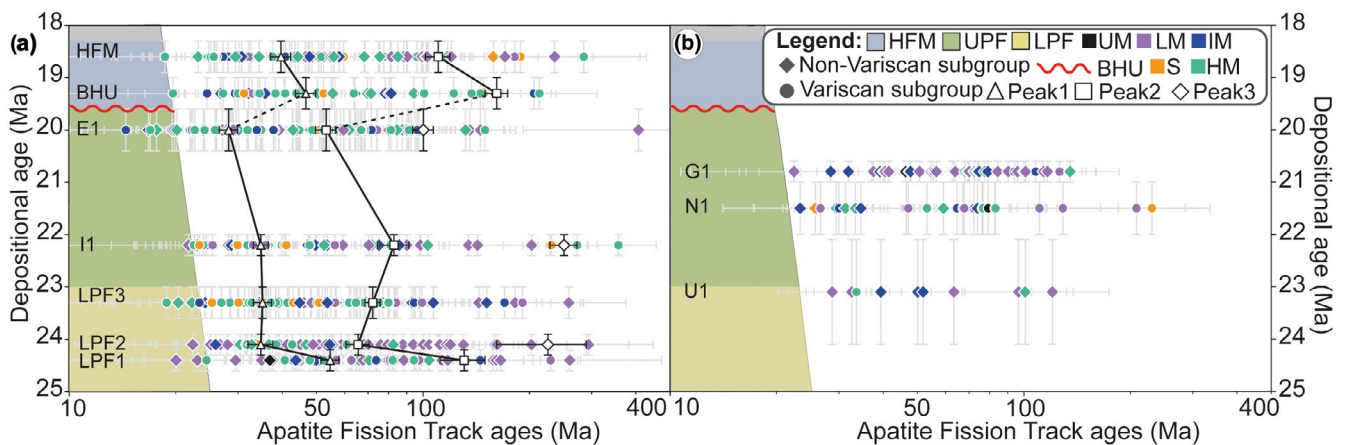 (a)
18
19
20
21
22
23
24
25
Depositional age (Ma)
HFM
BHU
E1
I1
LPF3
LPF2
LPF1
10
50
100
400
Apatite Fission Track ages (Ma)
(b)
Legend: HFM UPF LPF UM LM IM
Non-Variscan subgroup BHU S HM
Variscan subgroup Peak1 Peak2 Peak3
G1
N1
U1
18
19
20
21
22
23
24
25
Depositional age (Ma)
10
50
100
400
Apatite Fission Track ages (Ma)